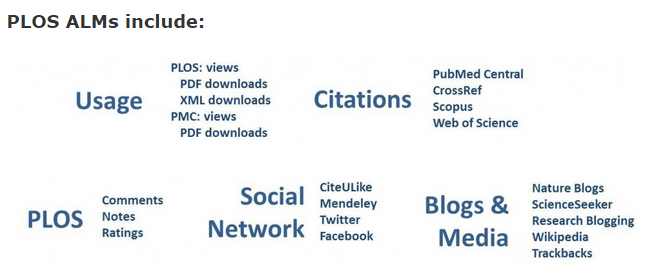 PLOS ALMs include:
Usage
PLOS: views
PDF downloads
XML downloads
PMC: views
PDF downloads
Citations
PubMed Central
CrossRef
Scopus
Web of Science
PLOS
Comments
Notes
Ratings
Social
Network
CiteULike
Mendeley
Twitter
Facebook
Blogs &
Media
Nature Blogs
ScienceSeeker
Research Blogging
Wikipedia
Trackbacks